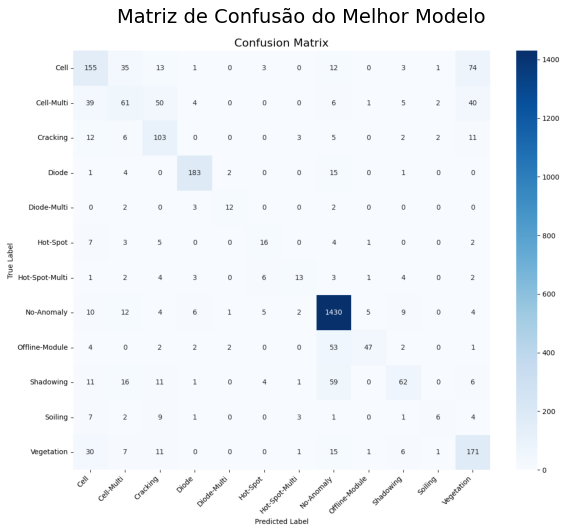 Matriz de Confusão do Melhor Modelo
Confusion Matrix
Cell 155 35 13 1 0 3 0 12 0 3 1 74
Cell-Multi 39 61 50 4 0 0 0 6 1 5 2 40
Cracking 12 6 103 0 0 0 3 5 0 2 2 11
Diode 1 4 0 183 2 0 0 15 0 1 0 0
Diode-Multi 0 2 0 3 12 0 0 2 0 0 0 0
Hot-Spot 7 3 5 0 0 16 0 4 1 0 0 2
Hot-Spot-Multi 1 2 4 3 0 6 13 3 1 4 0 2
No-Anomaly 10 12 4 6 1 5 2 1430 5 9 0 4
Offline-Module 4 0 2 2 2 0 0 53 47 2 0 1
Shadowing 11 16 11 1 0 4 1 59 0 62 0 6
Soiling 7 2 9 1 0 0 3 1 0 1 6 4
Vegetation 30 7 11 0 0 0 1 15 1 6 1 171
Cell Cell-Multi Cracking Diode Diode-Multi Hot-Spot Hot-Spot-Multi No-Anomaly Offline-Module Shadowing Soiling Vegetation
Predicted Label
True Label
1400
1200
1000
800
600
400
200
0